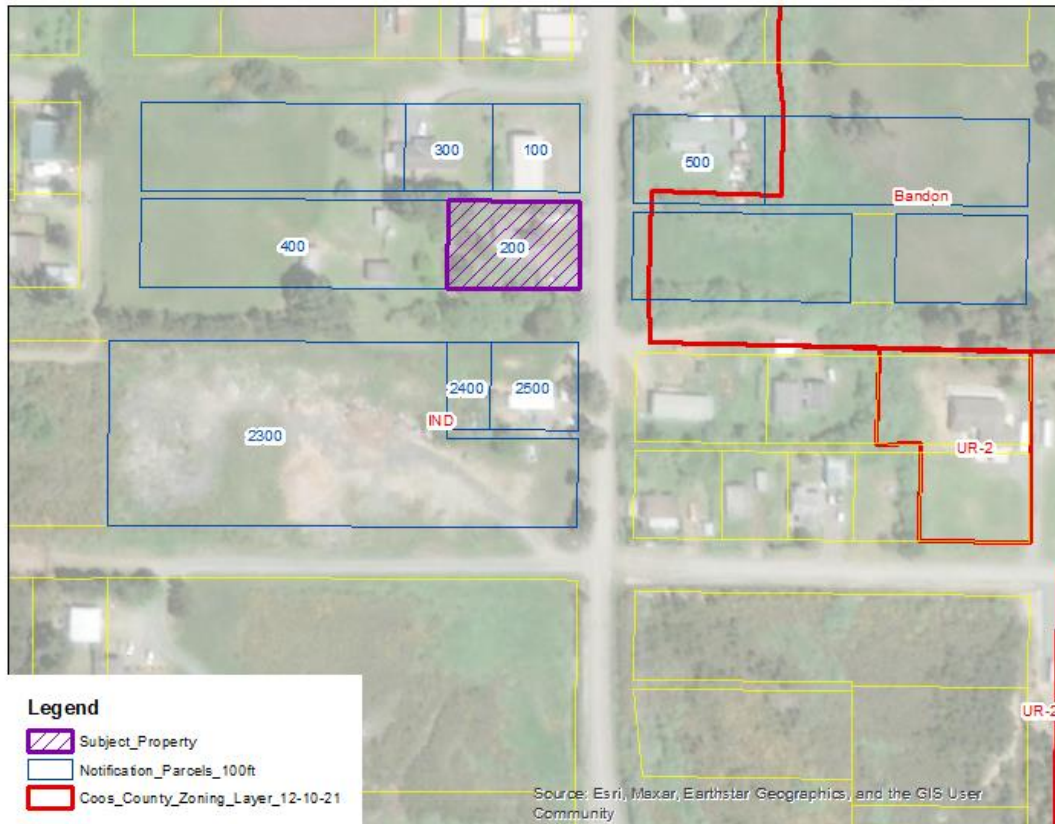 300
100
500
Bandon
400
200
2400
2500
IND
2300
UR-2
UR-2
Legend
Subject_Property
Notification_Parcels_100ft
Coos_County_Zoning_Layer_12-10-21
Source: Esri, Maxar, Earthstar Geographics, and the GIS User
Community